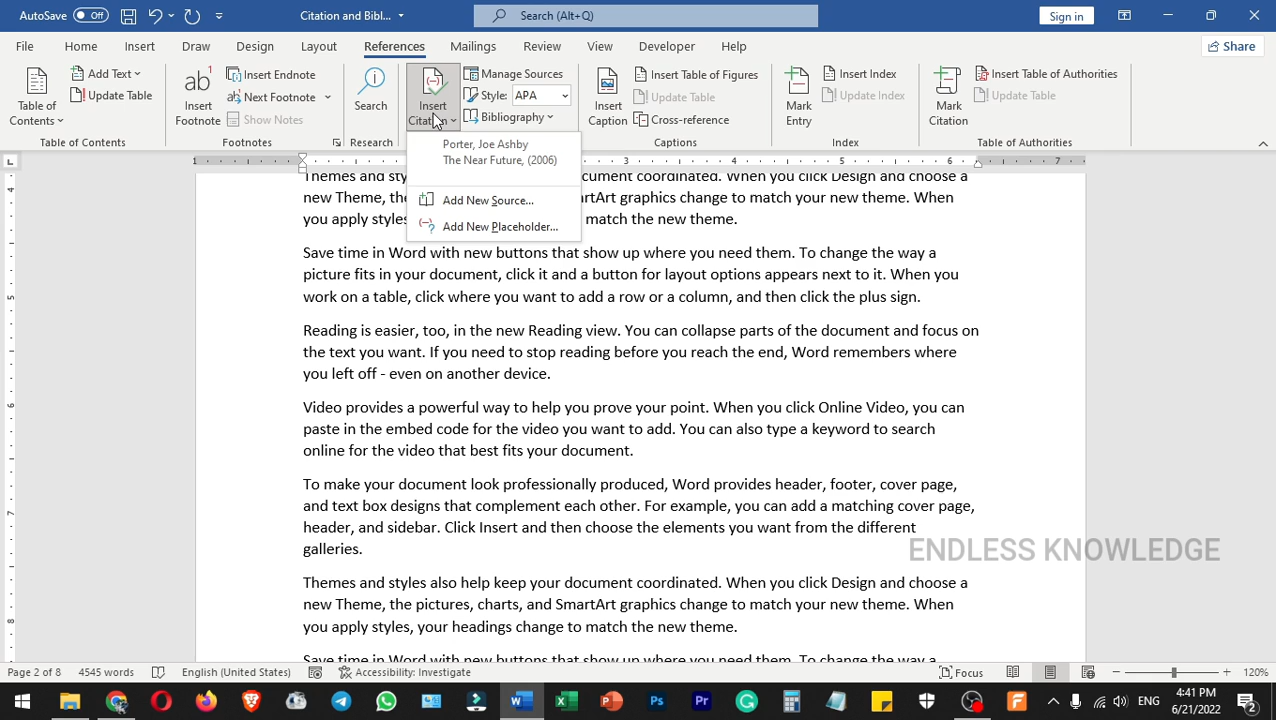 AutoSave Off
Citation and Bibl...
Search (Alt+Q)
Sign in
File Home Insert Draw Design Layout References Mailings Review View Developer Help Share
Table of Contents
Add Text
Update Table
Table of Contents
ab
Insert Footnote
Insert Endnote
Next Footnote
Show Notes
Footnotes
Search
Research
Insert Citation
Manage Sources
Style: APA
Bibliography
Insert Caption
Insert Table of Figures
Update Table
Cross-reference
Captions
Mark Entry
Insert Index
Update Index
Index
Mark Citation
Insert Table of Authorities
Update Table
Table of Authorities
Porter, Joe Ashby
The Near Future, (2006)
Add New Source...
Add New Placeholder...
1 3 4 5 6 7
4
5
6
7
8
Themes and sty cument coordinated. When you click Design and choose a
new Theme, the artArt graphics change to match your new theme. When
you apply styles match the new theme.
Save time in Word with new buttons that show up where you need them. To change the way a
picture fits in your document, click it and a button for layout options appears next to it. When you
work on a table, click where you want to add a row or a column, and then click the plus sign.
Reading is easier, too, in the new Reading view. You can collapse parts of the document and focus on
the text you want. If you need to stop reading before you reach the end, Word remembers where
you left off - even on another device.
Video provides a powerful way to help you prove your point. When you click Online Video, you can
paste in the embed code for the video you want to add. You can also type a keyword to search
online for the video that best fits your document.
To make your document look professionally produced, Word provides header, footer, cover page,
and text box designs that complement each other. For example, you can add a matching cover page,
header, and sidebar. Click Insert and then choose the elements you want from the different
galleries.
ENDLESS KNOWLEDGE
Themes and styles also help keep your document coordinated. When you click Design and choose a
new Theme, the pictures, charts, and SmartArt graphics change to match your new theme. When
you apply styles, your headings change to match the new theme.
Save time in Word with new buttons that show up where you need them. To change the way a
Page 2 of 8 4545 words English (United States) Accessibility: Investigate Focus 120%
ENG
4:41 PM
6/21/2022
2